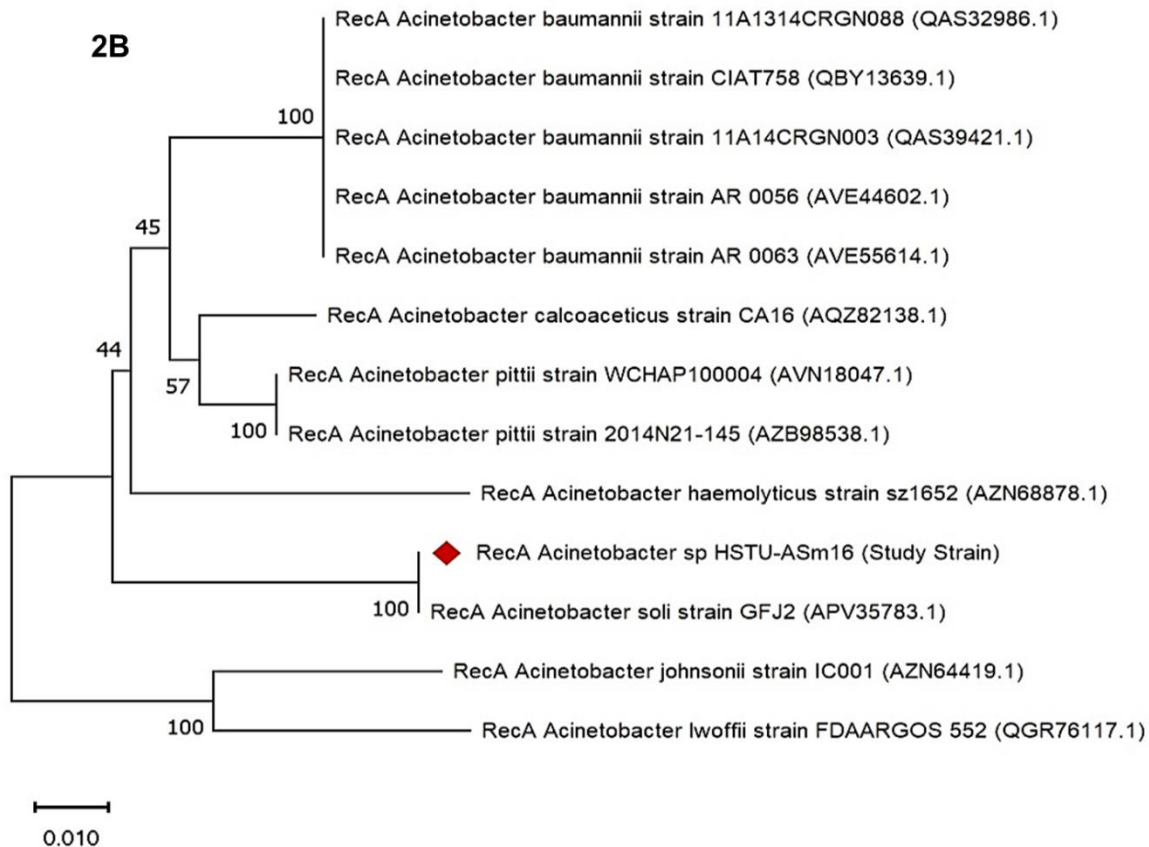 2B
RecA Acinetobacter baumannii strain 11A1314CRGN088 (QAS32986.1)
RecA Acinetobacter baumannii strain CIAT758 (QBY13639.1)
100
RecA Acinetobacter baumannii strain 11A14CRGN003 (QAS39421.1)
RecA Acinetobacter baumannii strain AR 0056 (AVE44602.1)
45
RecA Acinetobacter baumannii strain AR 0063 (AVE55614.1)
RecA Acinetobacter calcoaceticus strain CA16 (AQZ82138.1)
44
RecA Acinetobacter pittii strain WCHAP100004 (AVN18047.1)
57
100
RecA Acinetobacter pittii strain 2014N21-145 (AZB98538.1)
RecA Acinetobacter haemolyticus strain sz1652 (AZN68878.1)
RecA Acinetobacter sp HSTU-ASm16 (Study Strain)
100
RecA Acinetobacter soli strain GFJ2 (APV35783.1)
RecA Acinetobacter johnsonii strain IC001 (AZN64419.1)
100
RecA Acinetobacter lwoffii strain FDAARGOS 552 (QGR76117.1)
0.010